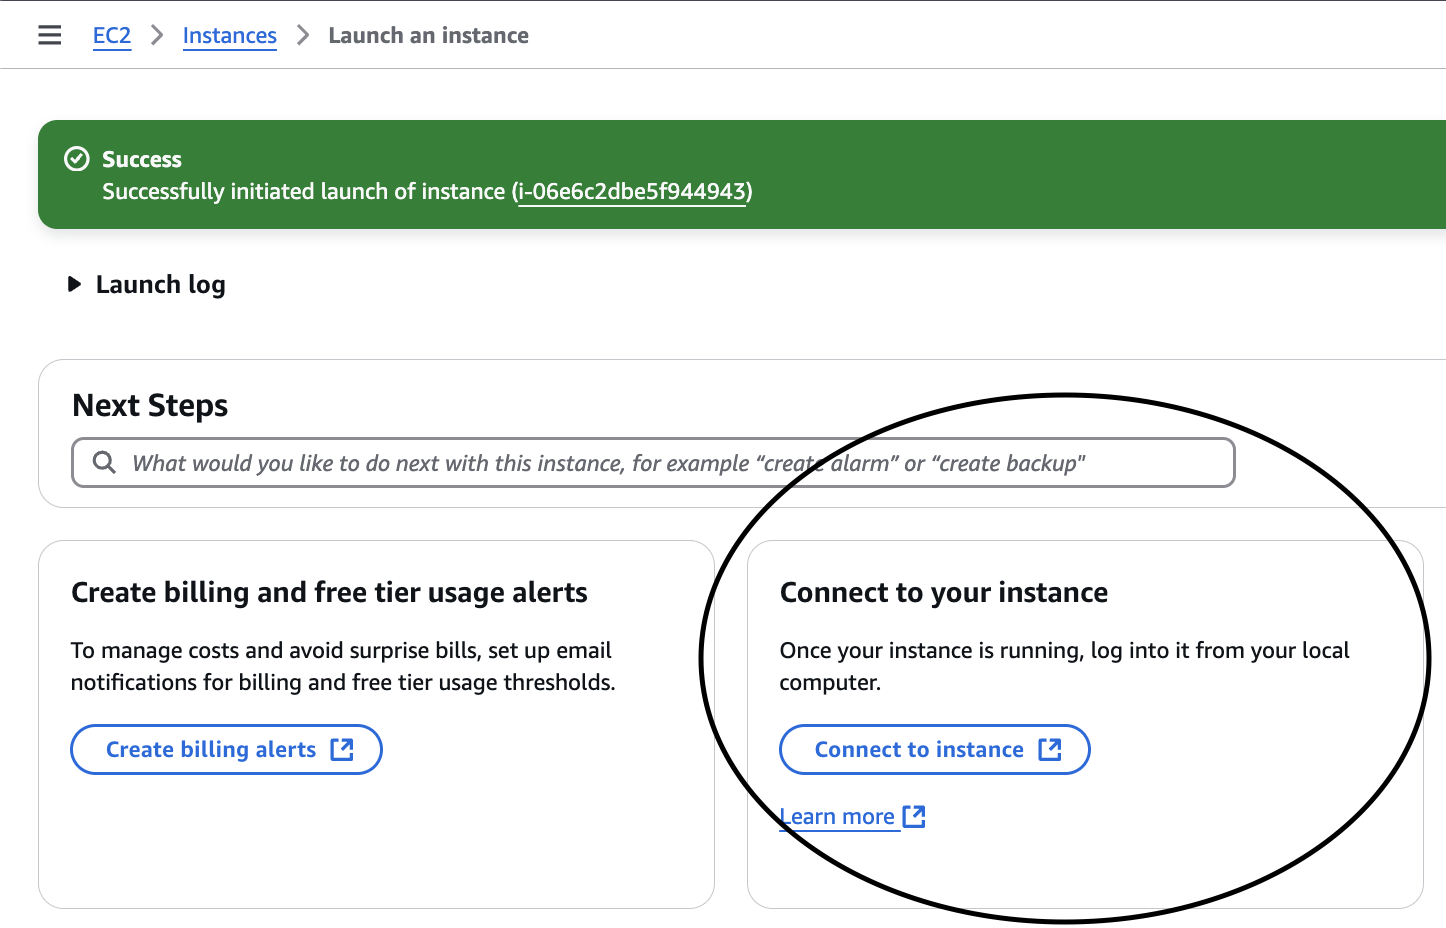 EC2 > Instances > Launch an instance
Success
Successfully initiated launch of instance (i-06e6c2dbe5f944943)
Launch log
Next Steps
What would you like to do next with this instance, for example “create alarm” or “create backup"
Create billing and free tier usage alerts
To manage costs and avoid surprise bills, set up email
notifications for billing and free tier usage thresholds.
Create billing alerts
Connect to your instance
Once your instance is running, log into it from your local
computer.
Connect to instance
Learn more